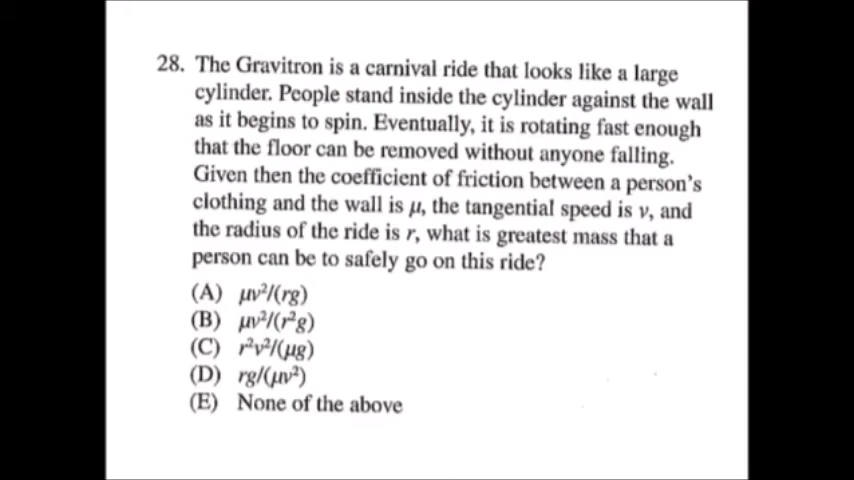 28. The Gravitron is a carnival ride that looks like a large
cylinder. People stand inside the cylinder against the wall
as it begins to spin. Eventually, it is rotating fast enough
that the floor can be removed without anyone falling.
Given then the coefficient of friction between a person's
clothing and the wall is μ, the tangential speed is v, and
the radius of the ride is r, what is greatest mass that a
person can be to safely go on this ride?
(A) μv²/(rg)
(B) μv²/(r²g)
(C) r²v²/(μg)
(D) rg/(μv²)
(E) None of the above